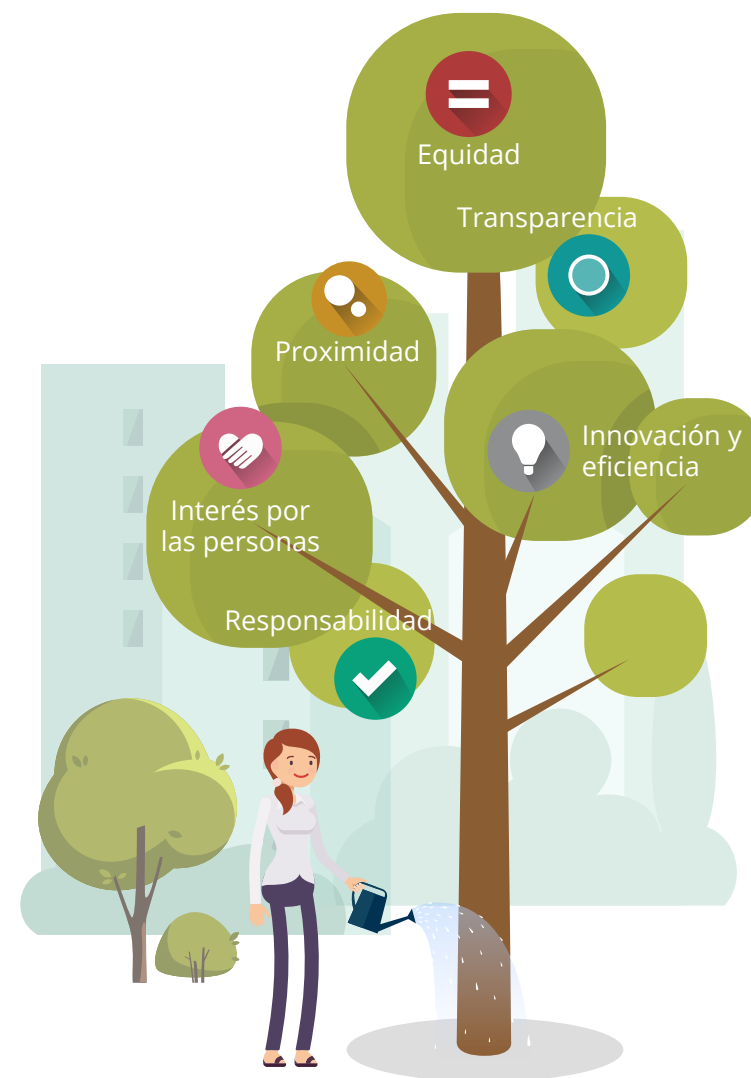 Equidad
Transparencia
Proximidad
Innovación y
eficiencia
Interés por
las personas
Responsabilidad